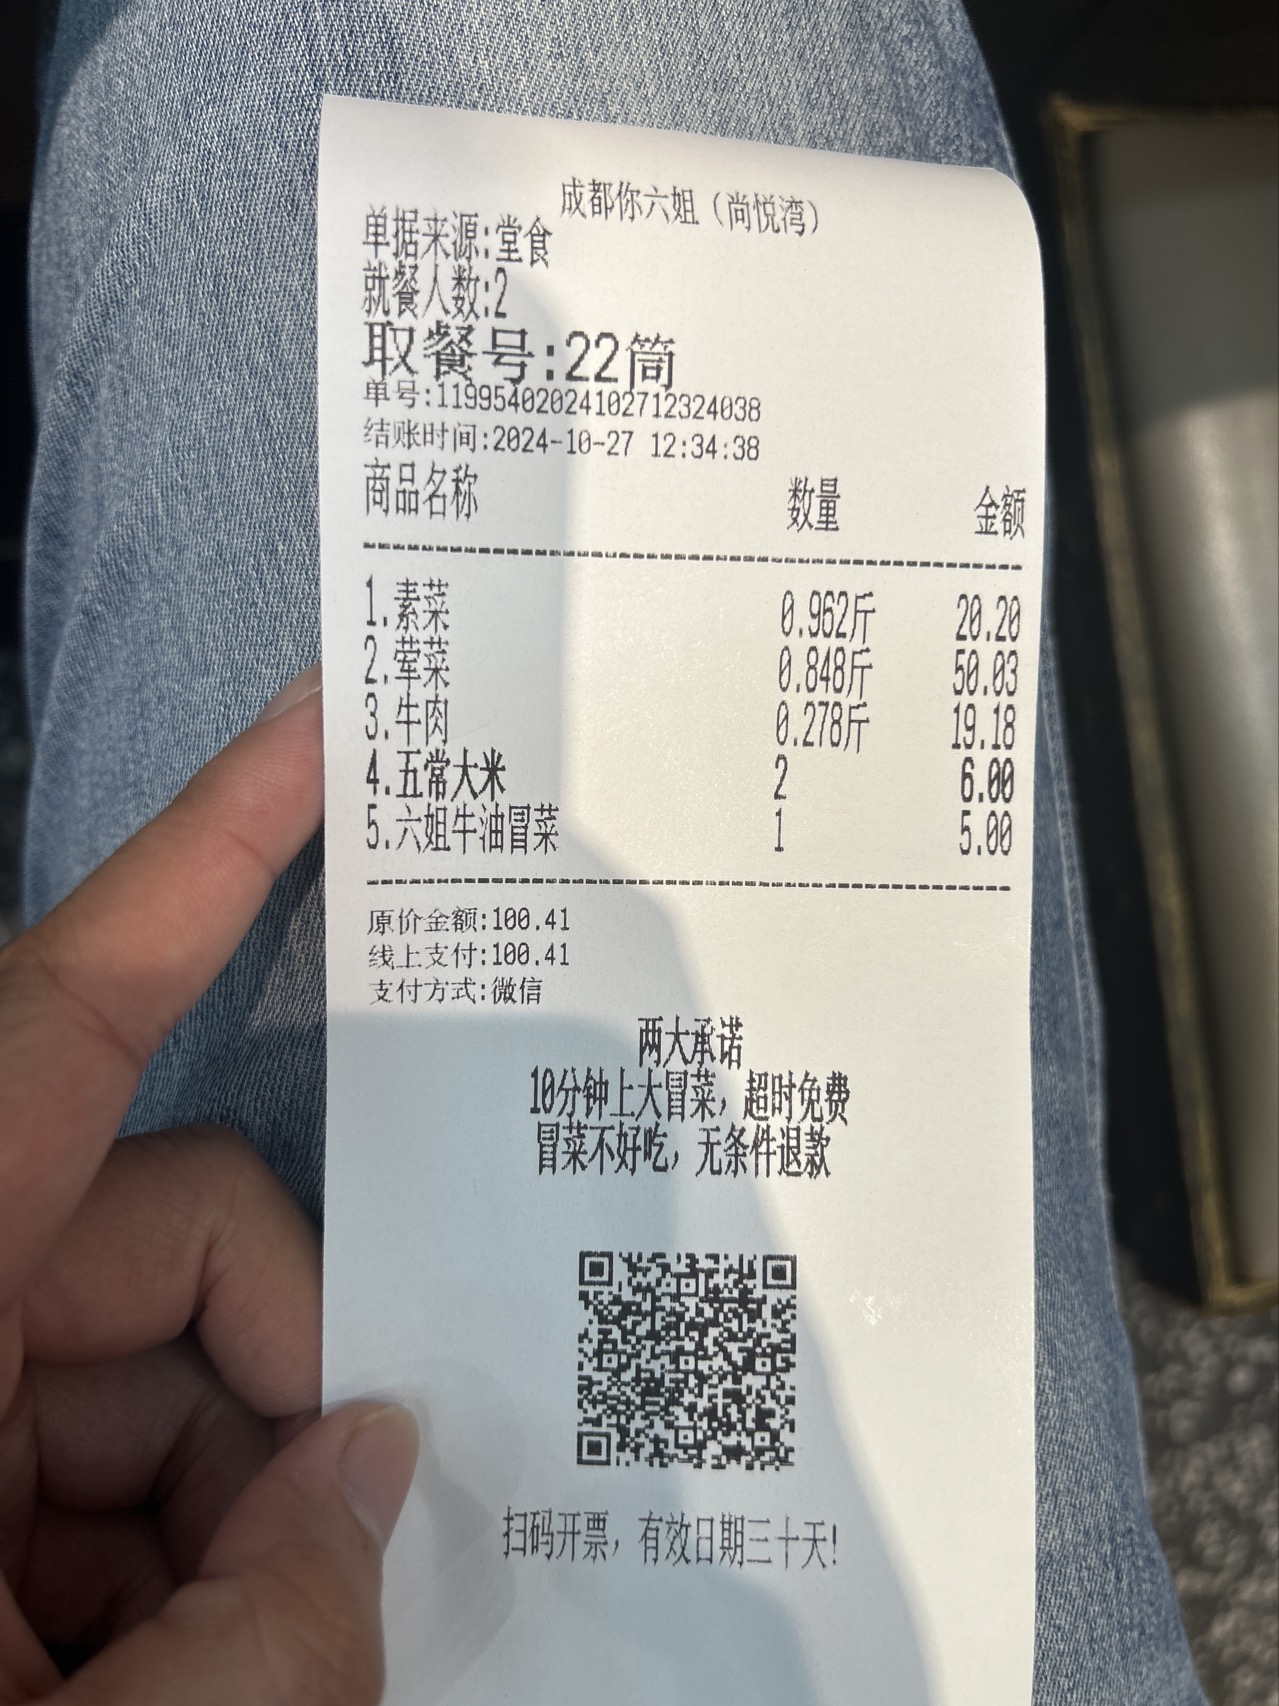 成都你六姐（尚悦湾）
单据来源:堂食
就餐人数:2
取餐号:22筒
单号:11995402024102712324038
结账时间:2024-10-27 12:34:38
商品名称 数量 金额
1.素菜 0.962斤 20.20
2.荤菜 0.848斤 50.03
3.牛肉 0.278斤 19.18
4.五常大米 2 6.00
5.六姐牛油冒菜 1 5.00
原价金额:100.41
线上支付:100.41
支付方式:微信
两大承诺
10分钟上大冒菜，超时免费
冒菜不好吃，无条件退款
扫码开票，有效日期三十天!